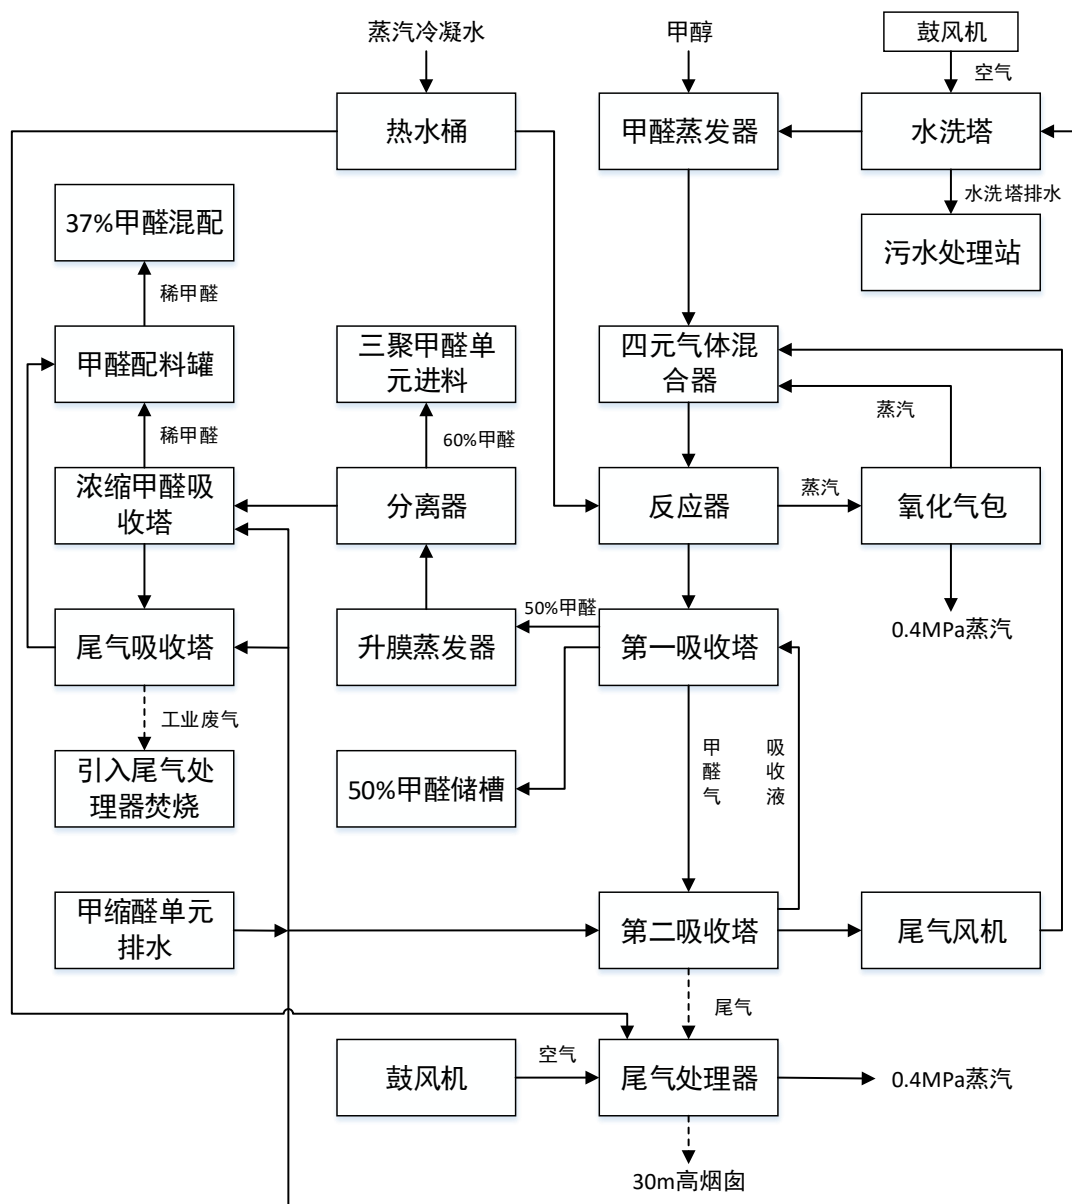 蒸汽冷凝水
甲醇
鼓风机
空气
热水桶
甲醛蒸发器
水洗塔
水洗塔排水
37%甲醛混配
污水处理站
稀甲醛
甲醛配料罐
三聚甲醛单
元进料
四元气体混
合器
蒸汽
稀甲醛
60%甲醛
浓缩甲醛吸
收塔
分离器
反应器
蒸汽
氧化气包
50%甲醛
0.4MPa蒸汽
尾气吸收塔
升膜蒸发器
第一吸收塔
工业废气
甲
醛
气
吸
收
液
引入尾气处
理器焚烧
50%甲醛储槽
甲缩醛单元
排水
第二吸收塔
尾气风机
尾气
鼓风机
空气
尾气处理器
0.4MPa蒸汽
30m高烟囱